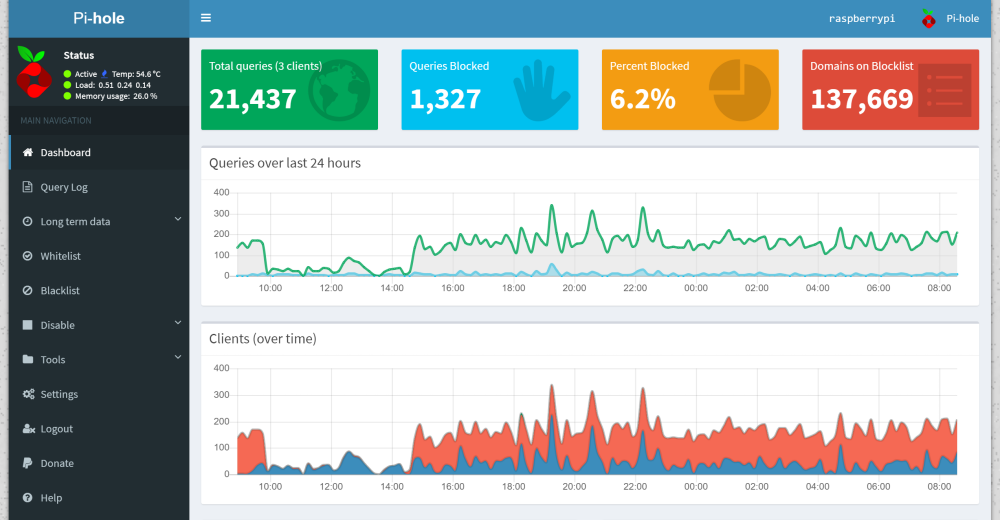 Pi-hole
raspberrypi
Pi-hole
Status
Active Temp: 54.6 °C
Load: 0.51 0.24 0.14
Memory usage: 26.0 %
MAIN NAVIGATION
Dashboard
Query Log
Long term data
Whitelist
Blacklist
Disable
Tools
Settings
Logout
Donate
Help
Total queries (3 clients)
21,437
Queries Blocked
1,327
Percent Blocked
6.2%
Domains on Blocklist
137,669
Queries over last 24 hours
400
300
200
100
0
10:00 12:00 14:00 16:00 18:00 20:00 22:00 00:00 02:00 04:00 06:00 08:00
Clients (over time)
400
300
200
100
0
10:00 12:00 14:00 16:00 18:00 20:00 22:00 00:00 02:00 04:00 06:00 08:00